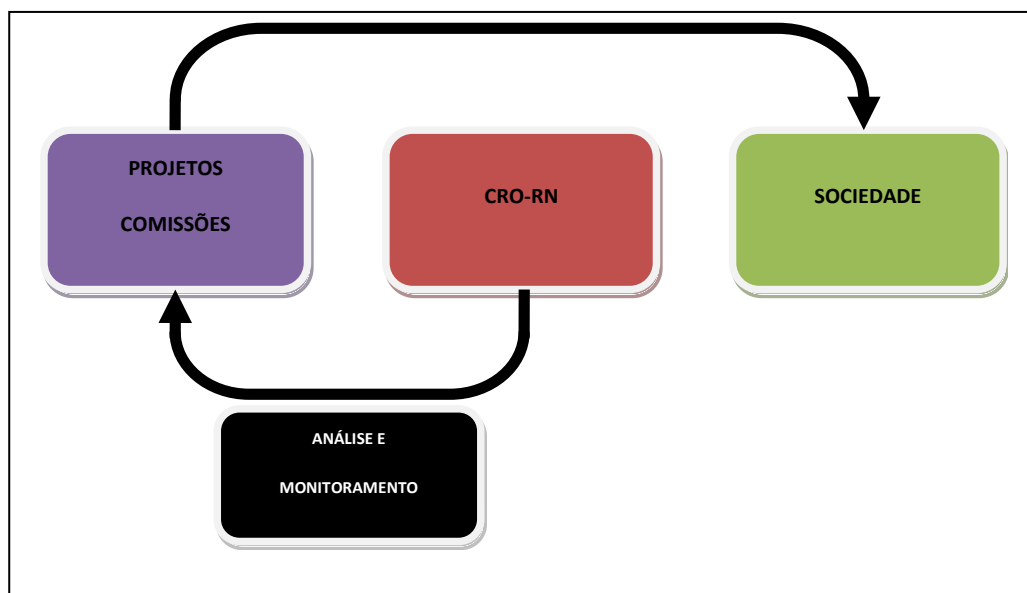 PROJETOS
COMISSÕES
CRO-RN
SOCIEDADE
ANÁLISE E
MONITORAMENTO